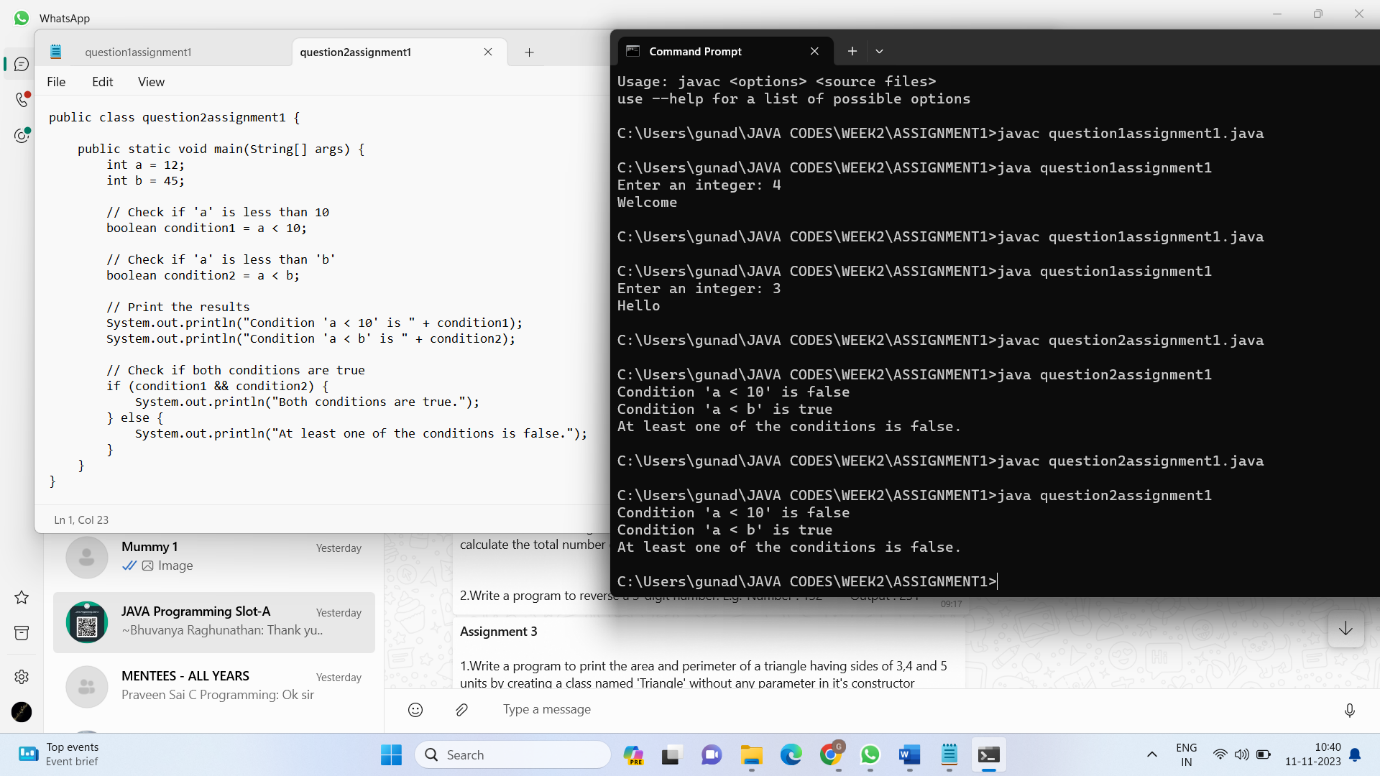 WhatsApp
question1assignment1
question2assignment1
File Edit View
public class question2assignment1 {
public static void main(String[] args) {
int a = 12;
int b = 45;
// Check if 'a' is less than 10
boolean condition1 = a < 10;
// Check if 'a' is less than 'b'
boolean condition2 = a < b;
// Print the results
System.out.println("Condition 'a < 10' is " + condition1);
System.out.println("Condition 'a < b' is " + condition2);
// Check if both conditions are true
if (condition1 && condition2) {
System.out.println("Both conditions are true.");
} else {
System.out.println("At least one of the conditions is false.");
}
}
}
Ln 1, Col 23
Command Prompt
Usage: javac <options> <source files>
use --help for a list of possible options
C:\Users\gunad\JAVA CODES\WEEK2\ASSIGNMENT1>javac question1assignment1.java
C:\Users\gunad\JAVA CODES\WEEK2\ASSIGNMENT1>java question1assignment1
Enter an integer: 4
Welcome
C:\Users\gunad\JAVA CODES\WEEK2\ASSIGNMENT1>javac question1assignment1.java
C:\Users\gunad\JAVA CODES\WEEK2\ASSIGNMENT1>java question1assignment1
Enter an integer: 3
Hello
C:\Users\gunad\JAVA CODES\WEEK2\ASSIGNMENT1>javac question2assignment1.java
C:\Users\gunad\JAVA CODES\WEEK2\ASSIGNMENT1>java question2assignment1
Condition 'a < 10' is false
Condition 'a < b' is true
At least one of the conditions is false.
C:\Users\gunad\JAVA CODES\WEEK2\ASSIGNMENT1>javac question2assignment1.java
C:\Users\gunad\JAVA CODES\WEEK2\ASSIGNMENT1>java question2assignment1
Condition 'a < 10' is false
Condition 'a < b' is true
At least one of the conditions is false.
C:\Users\gunad\JAVA CODES\WEEK2\ASSIGNMENT1>
Mummy 1 Yesterday
Image
JAVA Programming Slot-A Yesterday
~Bhuvanya Raghunathan: Thank yu..
MENTEES - ALL YEARS Yesterday
Praveen Sai C Programming: Ok sir
calculate the total number
2.Write a program to reverse
09:17
Assignment 3
1.Write a program to print the area and perimeter of a triangle having sides of 3,4 and 5
units by creating a class named 'Triangle' without any parameter in it's constructor
Type a message
Top events
Event brief
Search
PRE
G
ENG
IN
10:40
11-11-2023